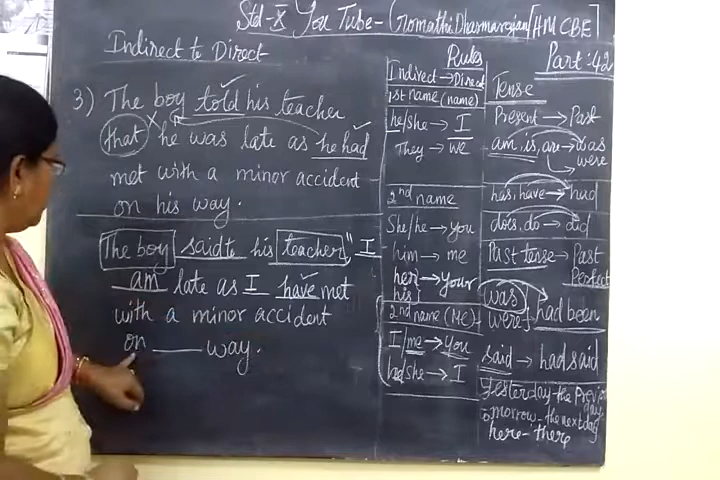 Std-X You Tube-Gromathi Dharmarajan [HM CBE]
Indirect to Direct
3) The boy told his teacher
that he was late as he had
met with a minor accident
on his way.
The boy said to his teacher, "I
am late as I have met
with a minor accident
on ____ way.
Rules
Indirect → Direct
1st name (name)
he/she → I
They → we
2nd name
She/he → you
him → me
her → your
his
2nd name (Me)
I/me → you
he/she → I
Part: 42
Tense
Present → Past
am, is, are → was
were
has, have → had
does, do → did
Past tense → Past
Perfect
was
were
had been
said → had said
Yesterday - the previous
day
tomorrow - the next day
here - there